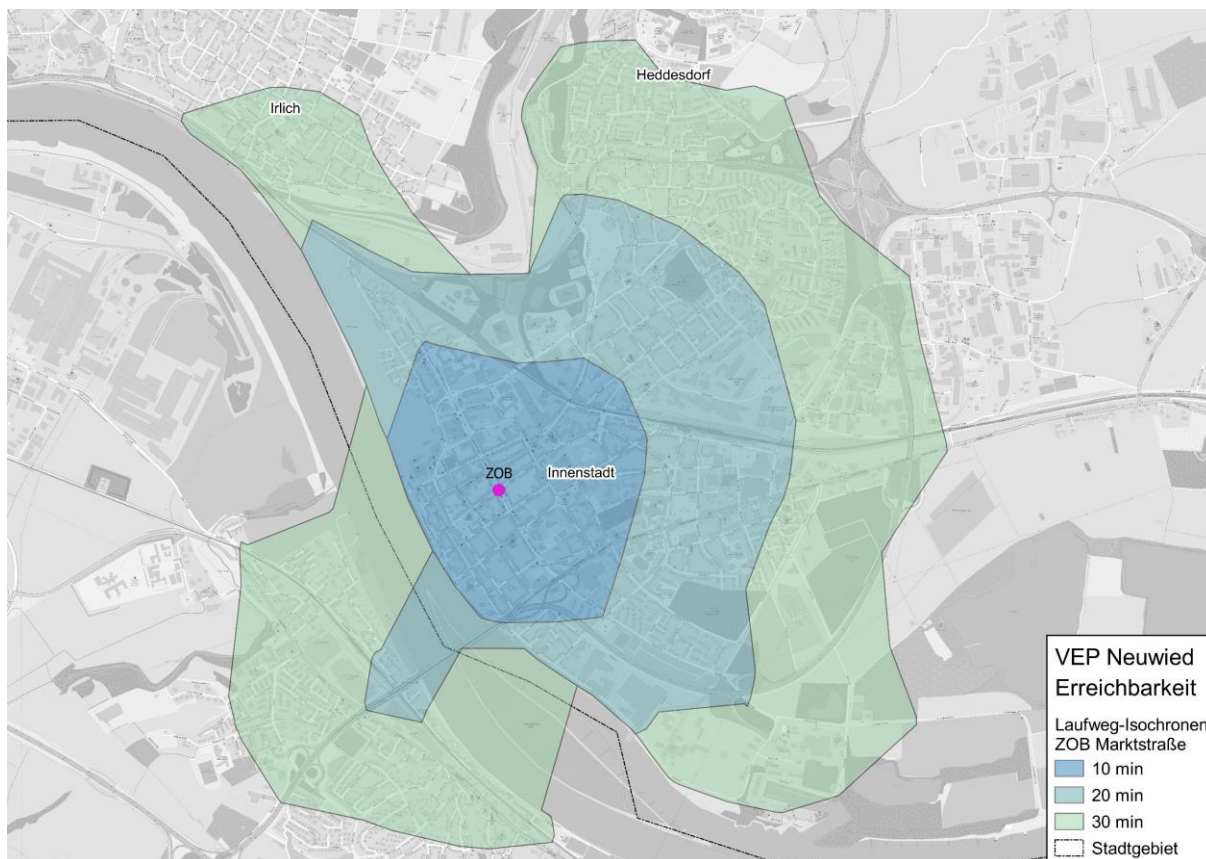 Heddesdorf
Irlich
ZOB
Innenstadt
VEP Neuwied
Erreichbarkeit
Laufweg-Isochronen
ZOB Marktstraße
10 min
20 min
30 min
Stadtgebiet